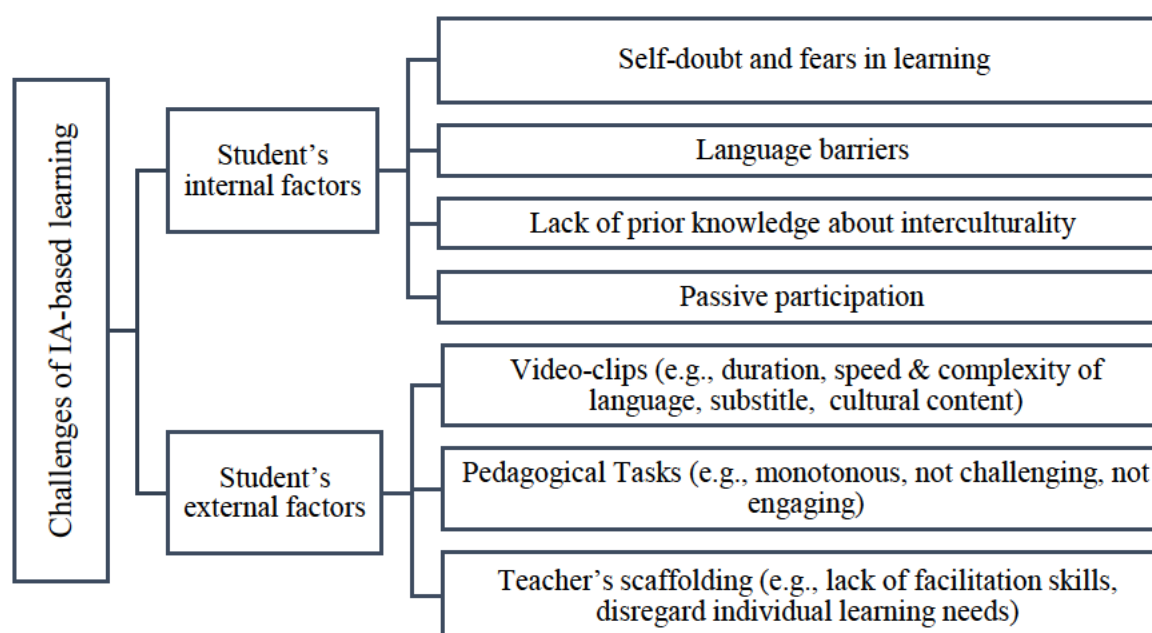 Challenges of IA-based learning
Student’s
internal factors
Self-doubt and fears in learning
Language barriers
Lack of prior knowledge about interculturality
Passive participation
Student’s
external factors
Video-clips (e.g., duration, speed & complexity of
language, substitle, cultural content)
Pedagogical Tasks (e.g., monotonous, not challenging, not
engaging)
Teacher’s scaffolding (e.g., lack of facilitation skills,
disregard individual learning needs)